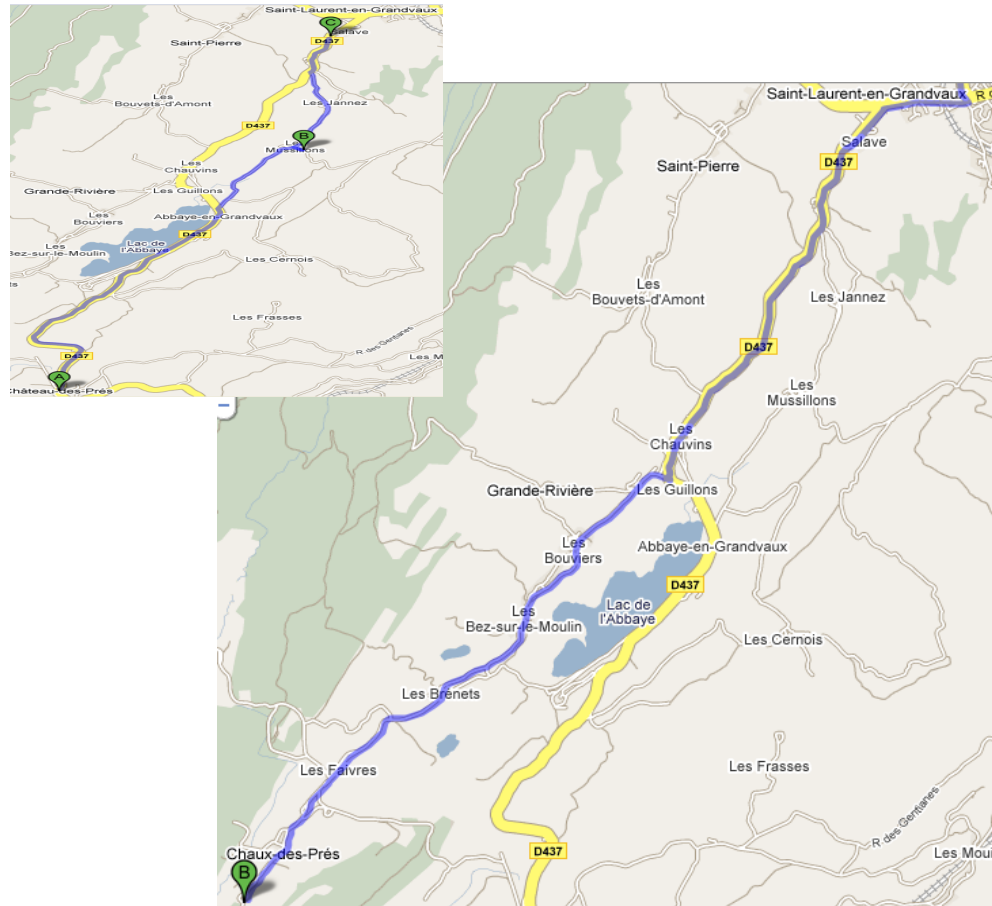 Saint-Laurent-en-Grandvaux
C
Salave
D437
Saint-Pierre
Les
Bouvets-d'Amont
Les Jannez
D437
B
Mussillons
Les
Chauvins
Grande-Rivière
Les Guillons
Les
Bouviers
Abbaye-en-Grandvaux
D437
Les
Bez-sur-le-Moulin
Lac de
l'Abbaye
Les Cernois
Les Frasses
R des Gentianes
D437
Les M
A
Château-des-Prés
Saint-Laurent-en-Grandvaux
Salave
D437
Saint-Pierre
Les
Bouvets-d'Amont
Les Jannez
D437
Les
Mussillons
Les
Chauvins
Grande-Rivière
Les Guillons
Les
Bouviers
Abbaye-en-Grandvaux
D437
Les
Bez-sur-le-Moulin
Lac de
l'Abbaye
Les Cernois
Les Brenets
Les Faivres
Les Frasses
R des Gentianes
D437
Chaux-des-Prés
B
Les Mou